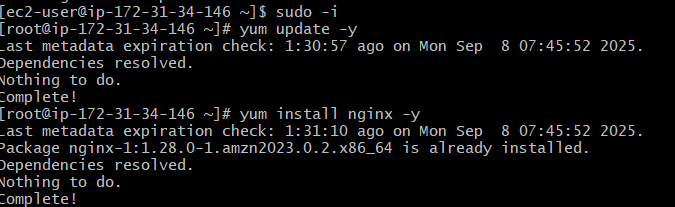 [ec2-user@ip-172-31-34-146 ~]$ sudo -i
[root@ip-172-31-34-146 ~]# yum update -y
Last metadata expiration check: 1:30:57 ago on Mon Sep  8 07:45:52 2025.
Dependencies resolved.
Nothing to do.
Complete!
[root@ip-172-31-34-146 ~]# yum install nginx -y
Last metadata expiration check: 1:31:10 ago on Mon Sep  8 07:45:52 2025.
Package nginx-1:1.28.0-1.amzn2023.0.2.x86_64 is already installed.
Dependencies resolved.
Nothing to do.
Complete!